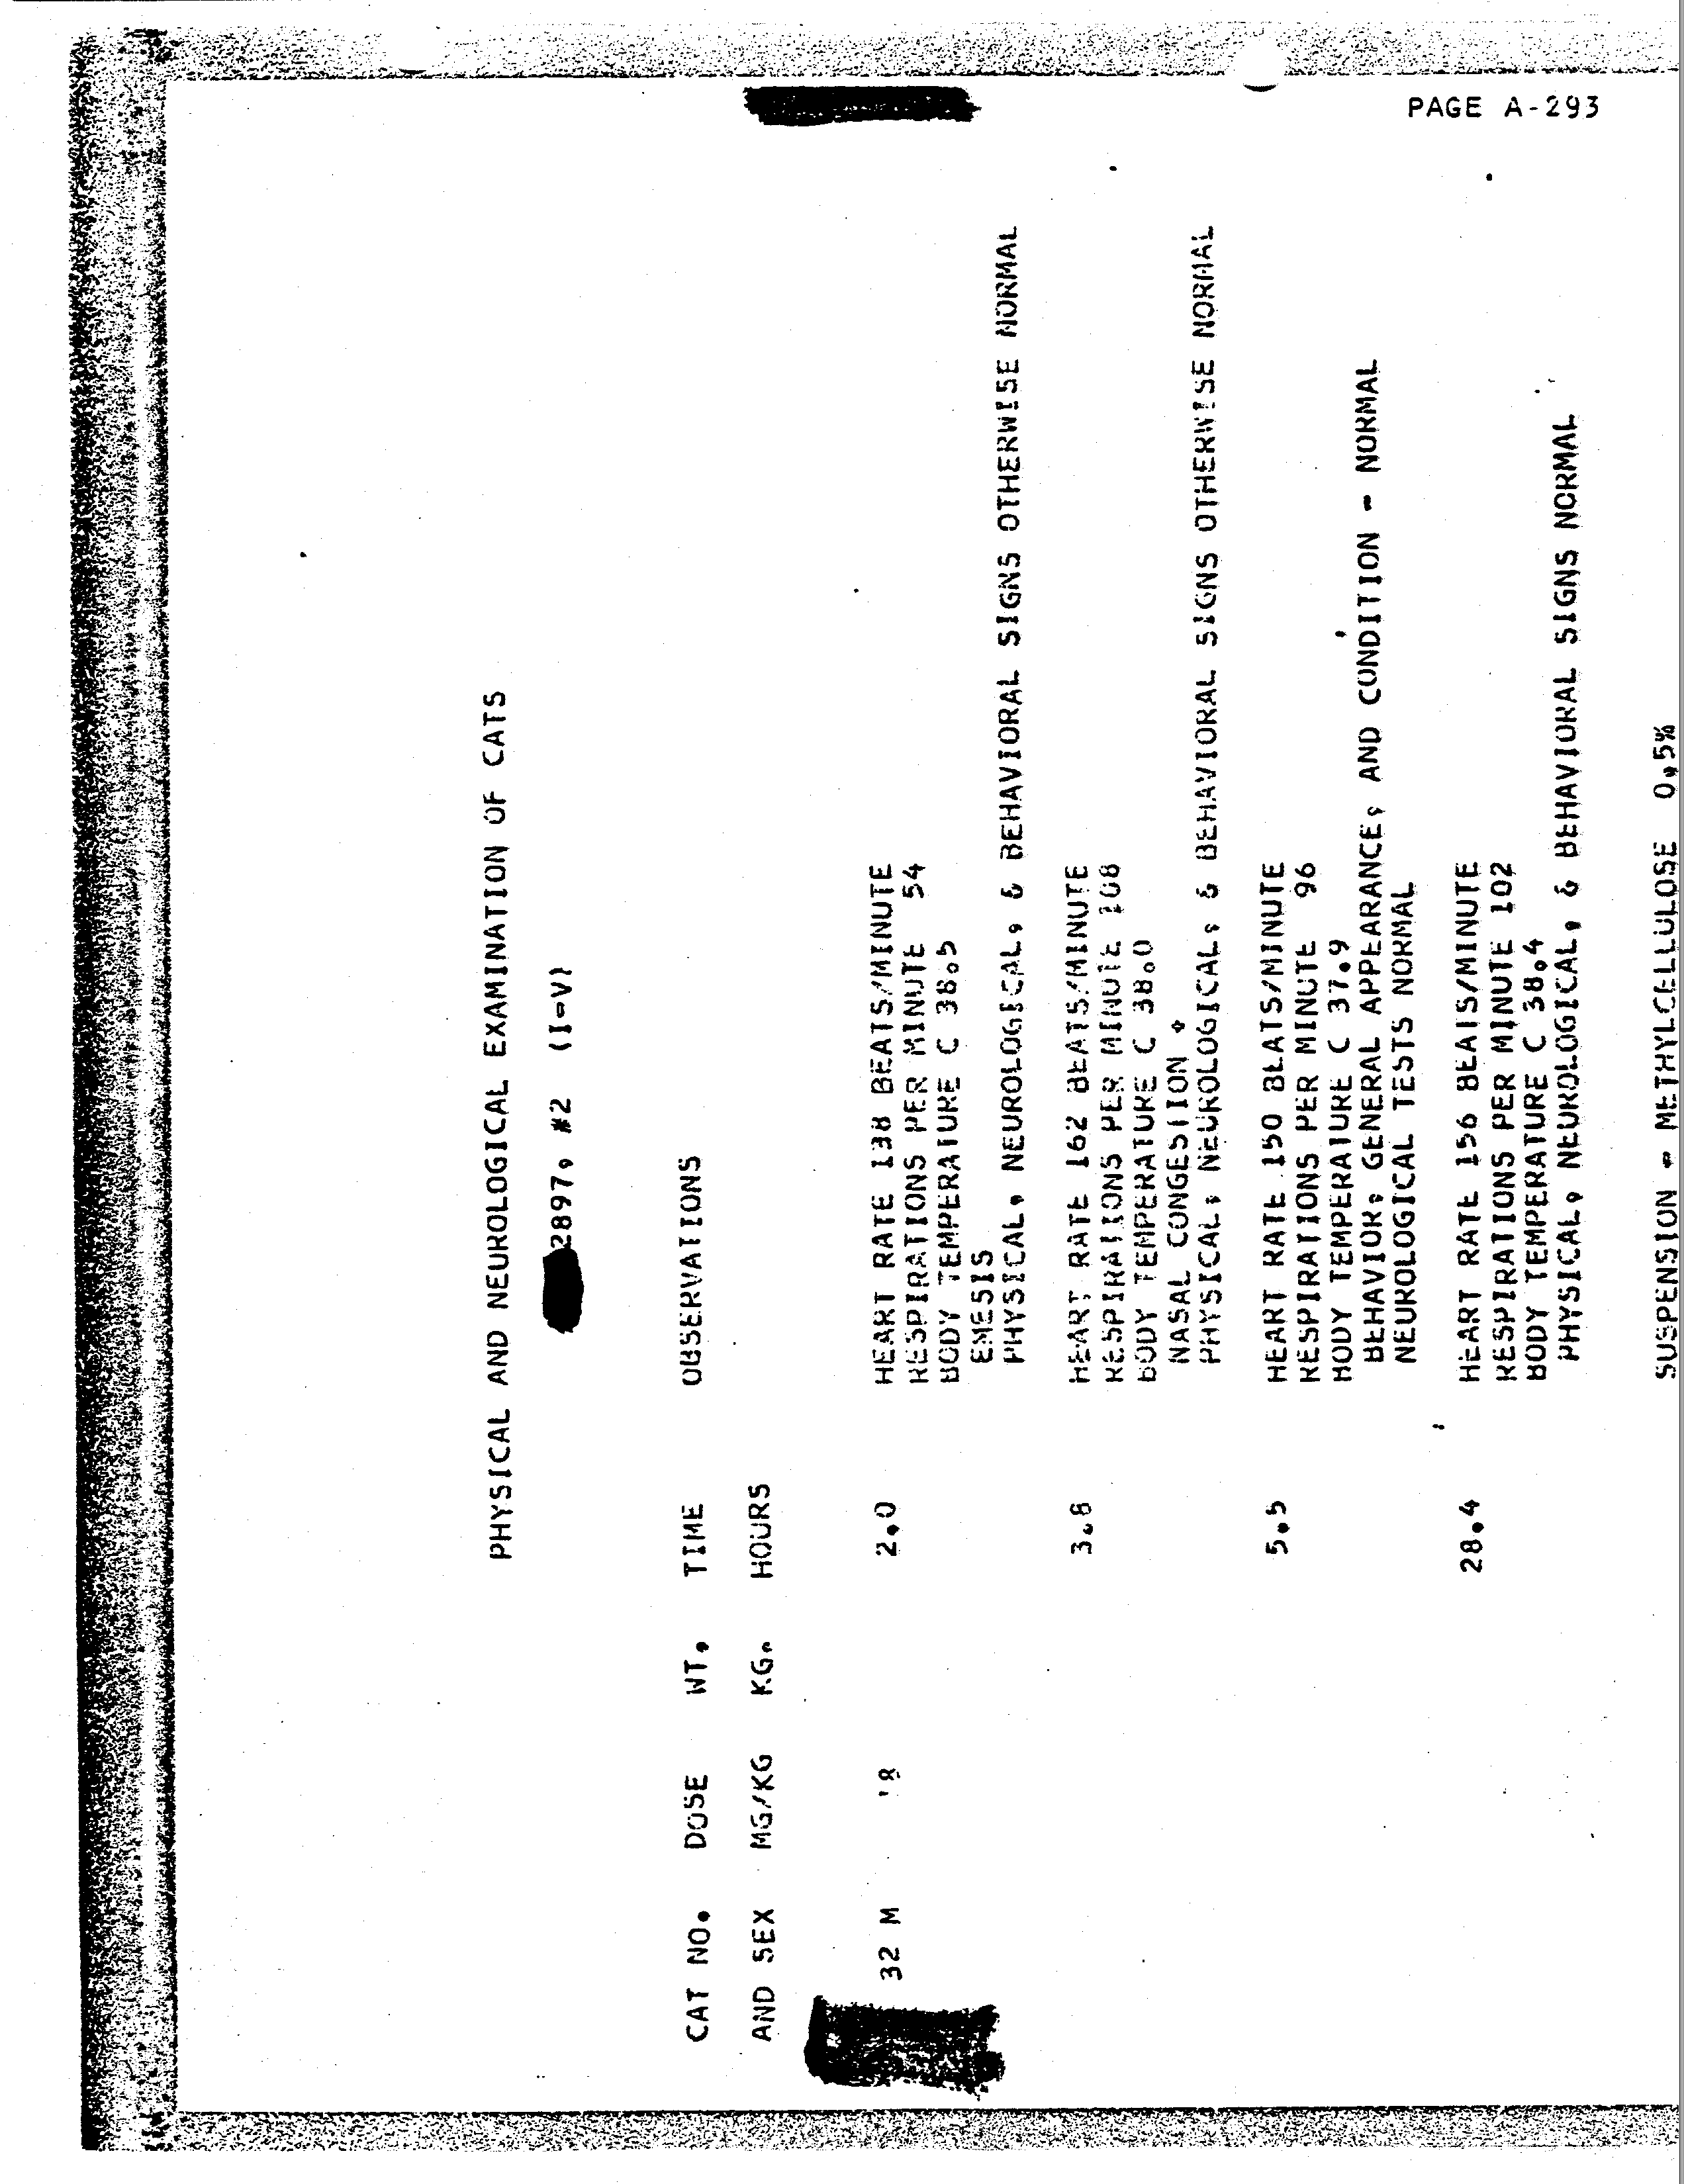 PAGE A-293
PHYSICAL AND NEUROLOGICAL EXAMINATION OF CATS
2897, #2 (I-V)
CAT NO. DOSE WT. TIME OBSERVATIONS
AND SEX MG/KG KG. HOURS
32 M 2.0 HEART RATE 138 BEATS/MINUTE
RESPIRATIONS PER MINUTE 54
BODY TEMPERATURE C 38.5
EMESIS
PHYSICAL, NEUROLOGICAL, & BEHAVIORAL SIGNS OTHERWISE NORMAL
3.8 HEART RATE 162 BEATS/MINUTE
RESPIRATIONS PER MINUTE 108
BODY TEMPERATURE C 38.0
NASAL CONGESTION +
PHYSICAL, NEUROLOGICAL, & BEHAVIORAL SIGNS OTHERWISE NORMAL
5.5 HEART RATE 150 BEATS/MINUTE
RESPIRATIONS PER MINUTE 96
BODY TEMPERATURE C 37.9
BEHAVIOR, GENERAL APPEARANCE, AND CONDITION - NORMAL
NEUROLOGICAL TESTS NORMAL
28.4 HEART RATE 156 BEATS/MINUTE
RESPIRATIONS PER MINUTE 102
BODY TEMPERATURE C 38.4
PHYSICAL, NEUROLOGICAL, & BEHAVIORAL SIGNS NORMAL
SUSPENSION - METHYLCELLULOSE 0.5%